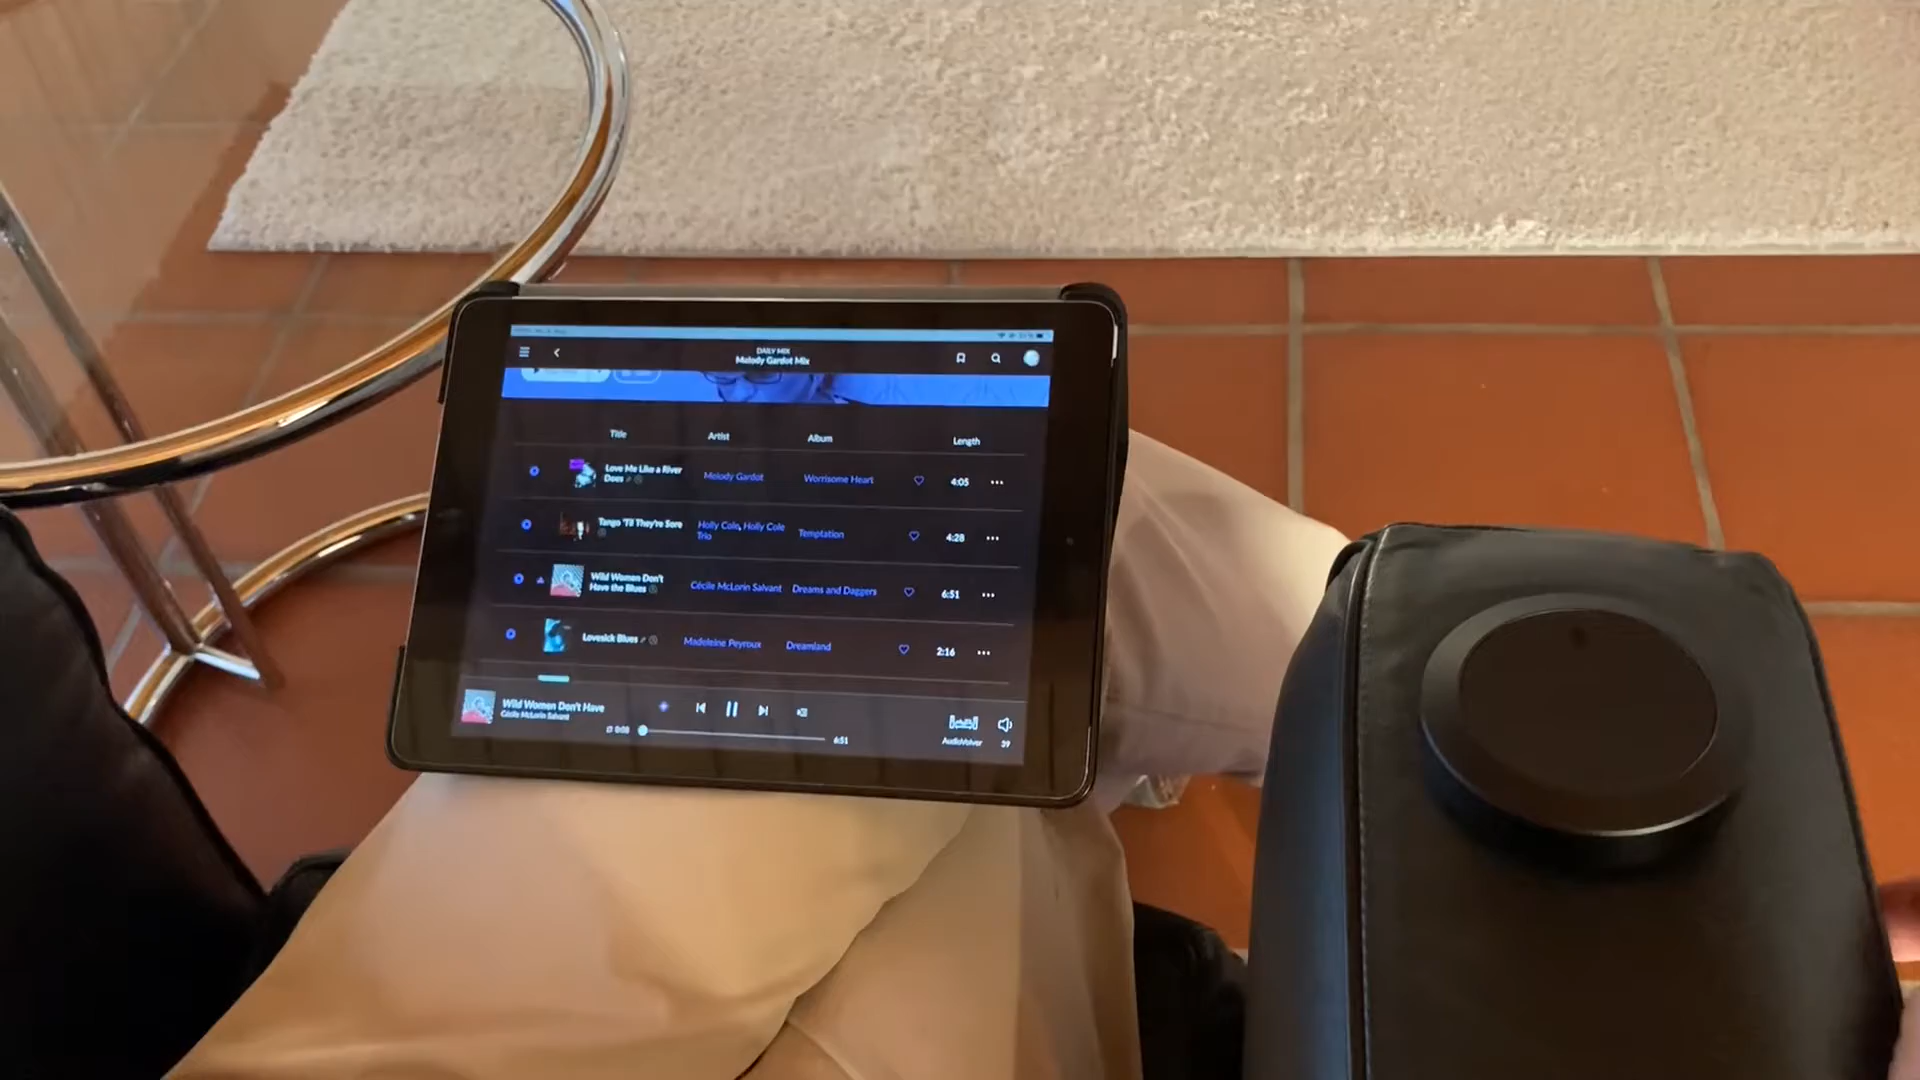 DAILY MIX
Melody Gardot Mix
Title Artist Album Length
Love Me Like a River
Does
Melody Gardot Worrisome Heart 4:05
Tango 'Til They're Sore
Holly Cole, Holly Cole
Trio
Temptation 4:28
Wild Women Don't
Have the Blues
Cécile McLorin Salvant Dreams and Daggers 6:51
Lovesick Blues Madeleine Peyroux Dreamland 2:16
Wild Women Don't Have
Cécile McLorin Salvant
0:03 6:51
AudioVolver 39